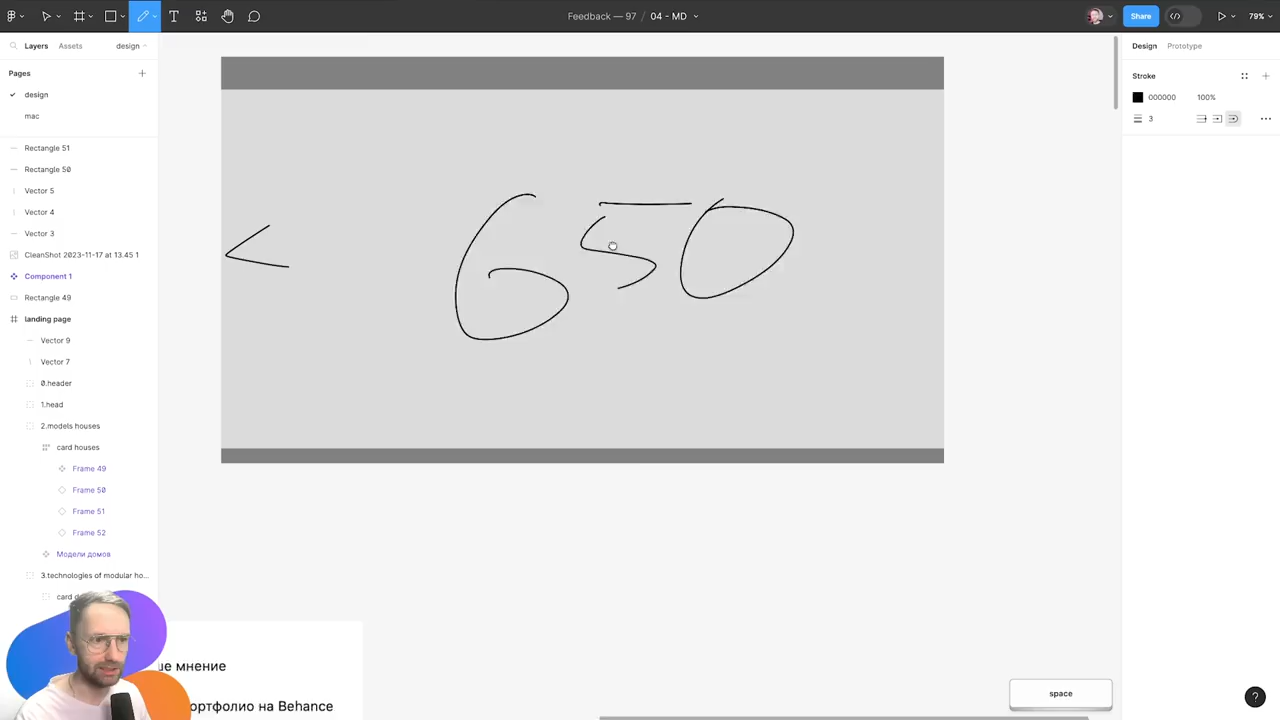 Feedback — 97 / 04 - MD
Share
79%
Layers
Assets
design
Design
Prototype
Pages
Stroke
design
000000
100%
mac
3
Rectangle 51
Rectangle 50
Vector 5
Vector 4
Vector 3
CleanShot 2023-11-17 at 13.45 1
Component 1
Rectangle 49
landing page
Vector 9
Vector 7
0.header
1.head
2.models houses
card houses
Frame 49
Frame 50
Frame 51
Frame 52
Модели домов
3.technologies of modular ho...
card
650
ше мнение
ортфолио на Behance
space
?